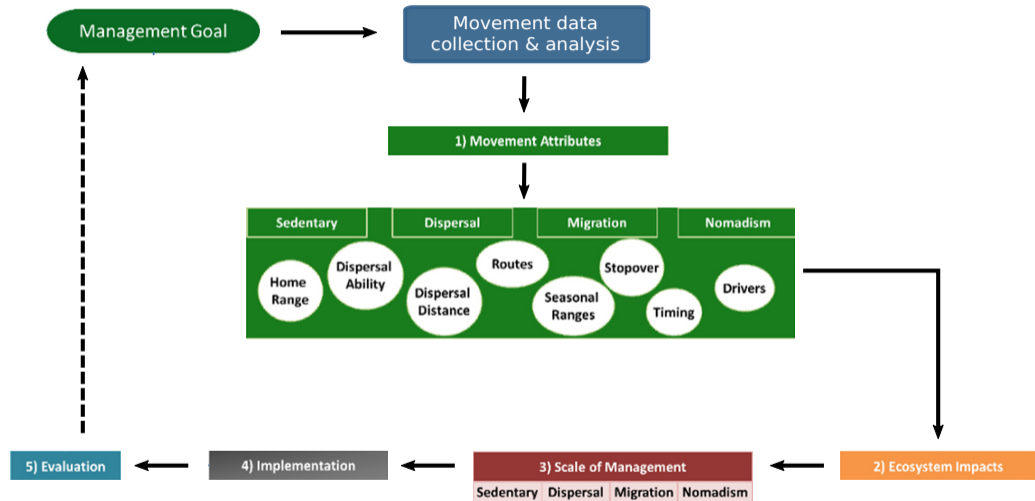 Management Goal
Movement data
collection & analysis
1) Movement Attributes
Sedentary
Dispersal
Migration
Nomadism
Home
Range
Dispersal
Ability
Dispersal
Distance
Routes
Seasonal
Ranges
Stopover
Timing
Drivers
5) Evaluation
4) Implementation
3) Scale of Management
2) Ecosystem Impacts
Sedentary Dispersal Migration Nomadism